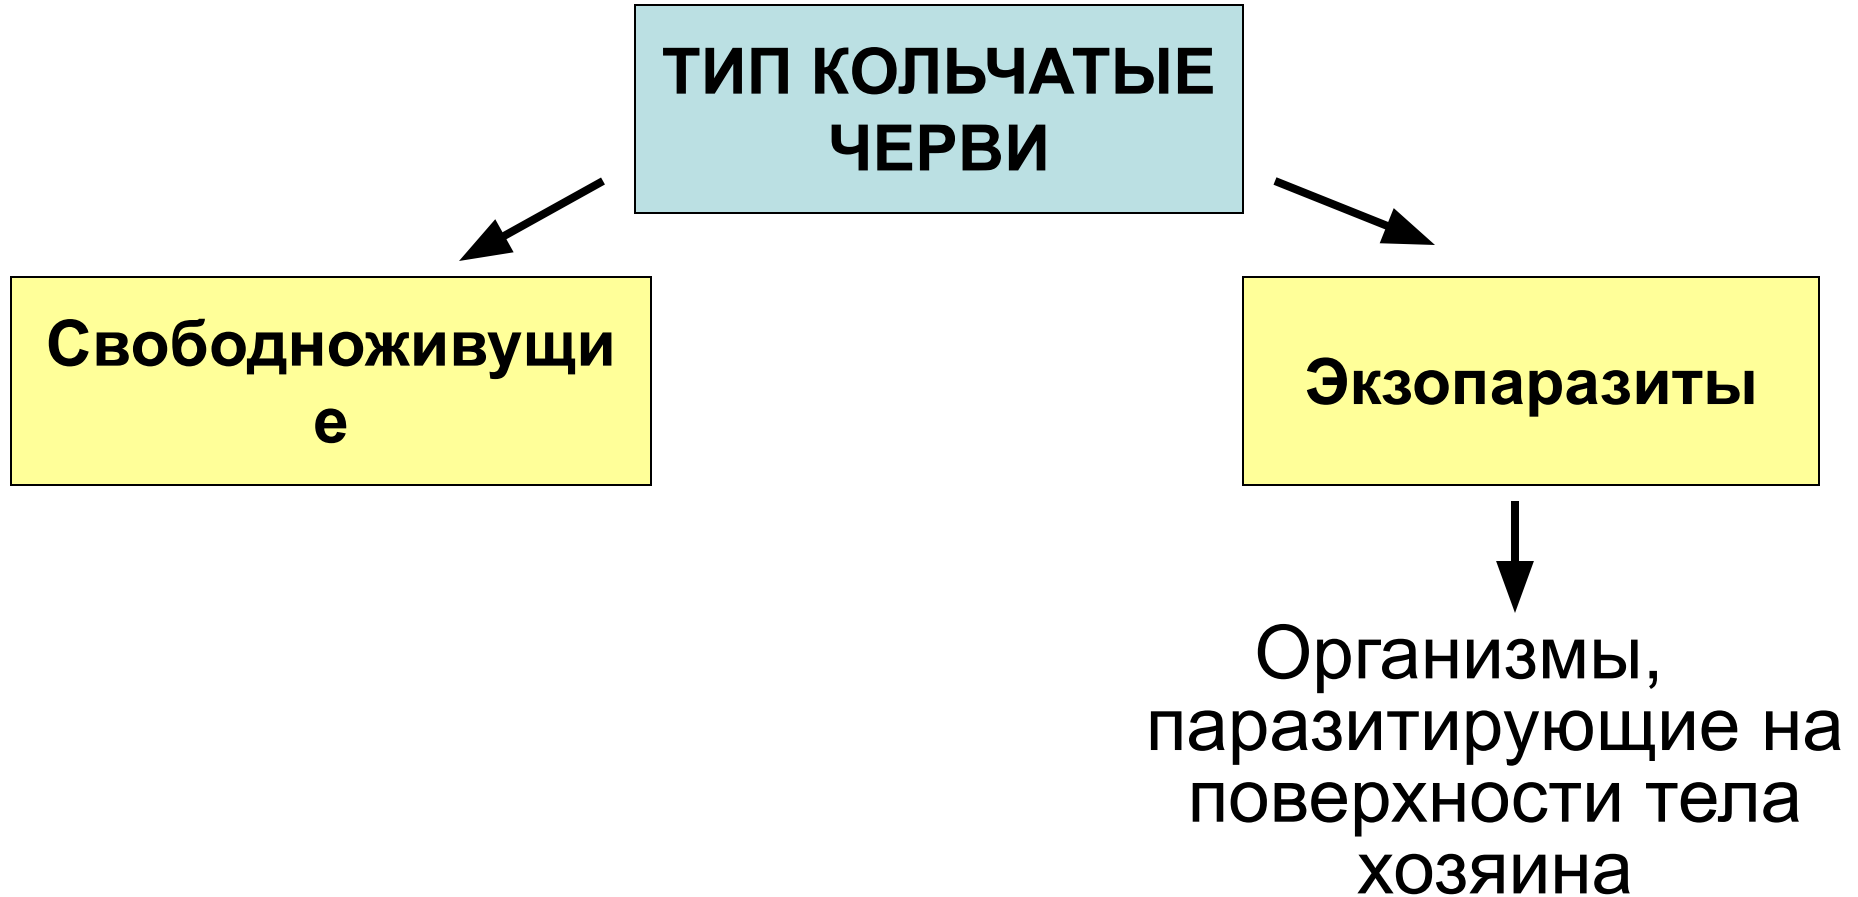 ТИП КОЛЬЧАТЫЕ
ЧЕРВИ
Свободноживущи
е
Экзопаразиты
Организмы,
паразитирующие на
поверхности тела
хозяина